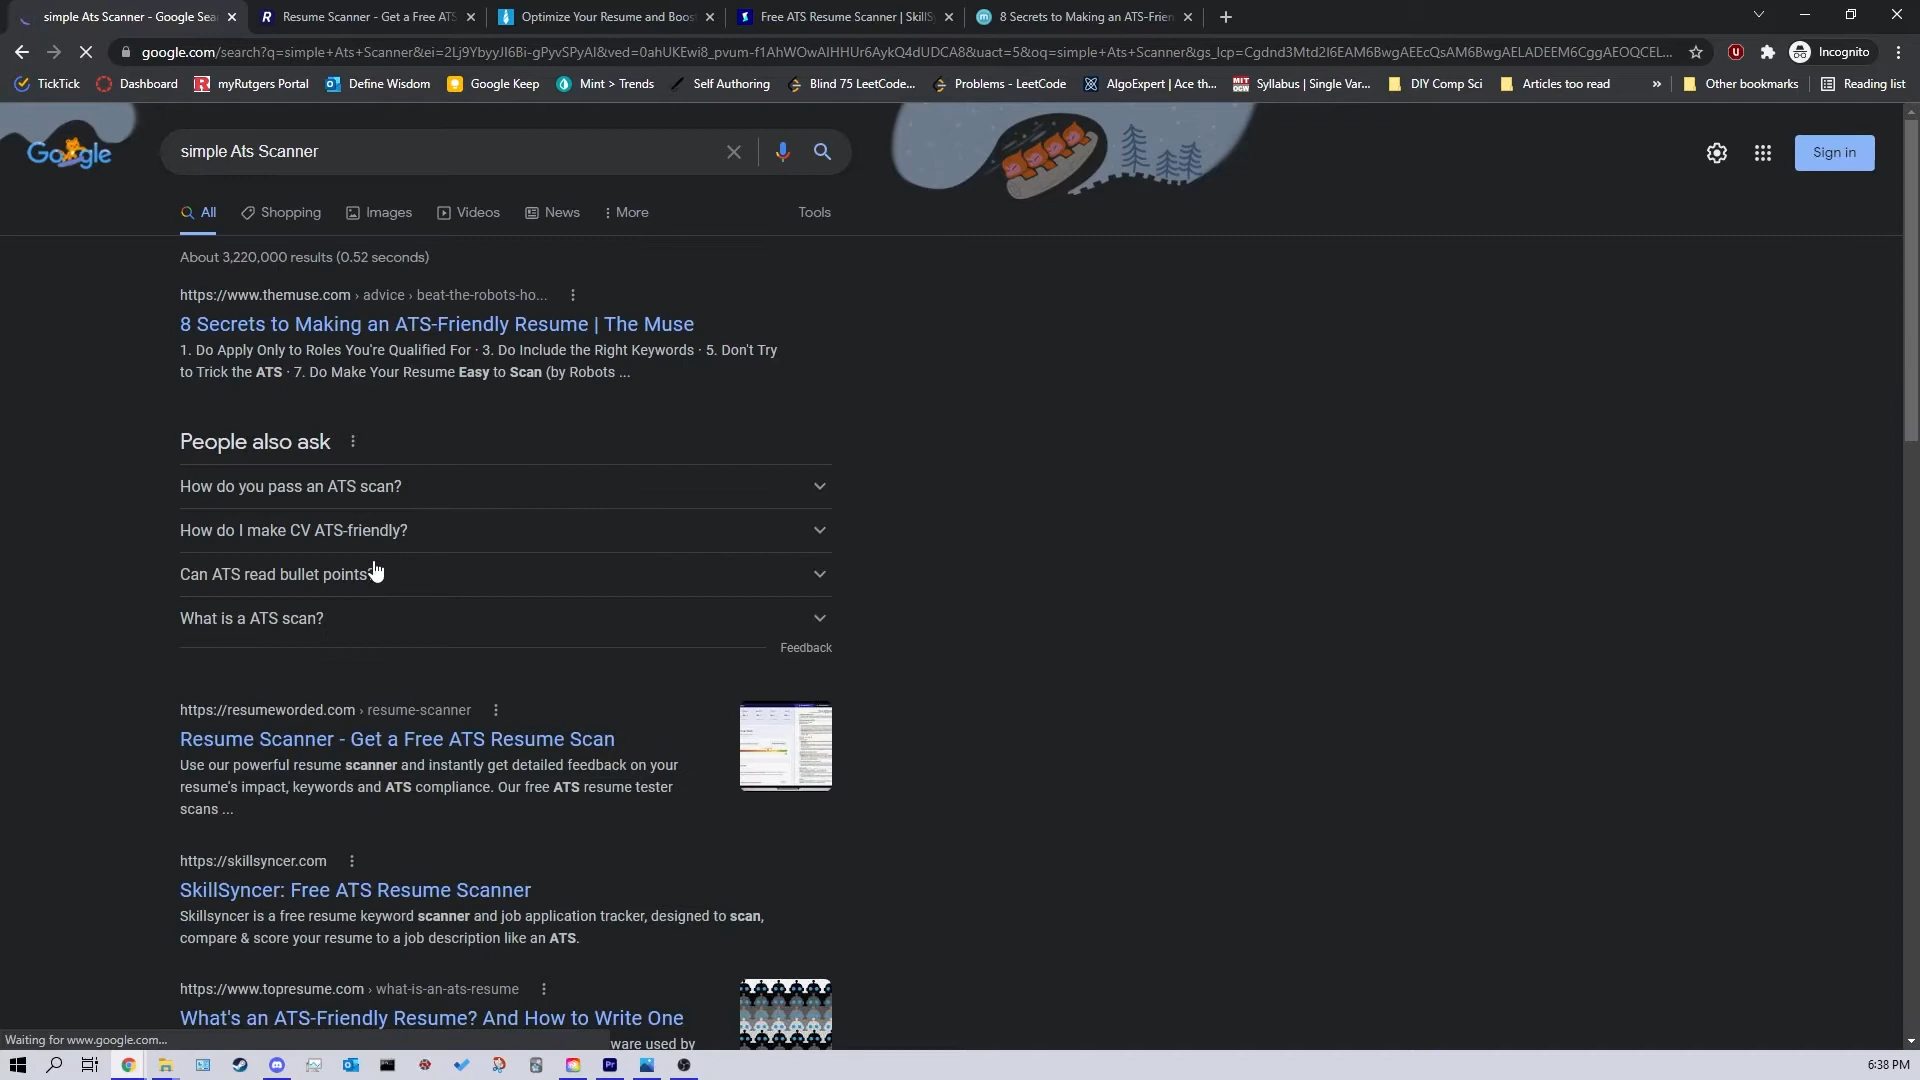 simple Ats Scanner - Google Sea
Resume Scanner - Get a Free ATS
Optimize Your Resume and Boos
Free ATS Resume Scanner | SkillS
8 Secrets to Making an ATS-Frien
google.com/search?q=simple+Ats+Scanner&ei=2Lj9YbyyJI6Bi-gPyvSPyAI&ved=0ahUKEwi8_pvum-f1AhWOwAIHHUr6AykQ4dUDCA8&uact=5&oq=simple+Ats+Scanner&gs_lcp=Cgdnd3Mtd2l6EAM6BwgAEEcQsAM6BwgAELADEEM6CggAEOQCEL...
Incognito
TickTick
Dashboard
myRutgers Portal
Define Wisdom
Google Keep
Mint > Trends
Self Authoring
Blind 75 LeetCode...
Problems - LeetCode
AlgoExpert | Ace th...
Syllabus | Single Var...
DIY Comp Sci
Articles too read
»
Other bookmarks
Reading list
Google
simple Ats Scanner
Sign in
All
Shopping
Images
Videos
News
More
Tools
About 3,220,000 results (0.52 seconds)
https://www.themuse.com › advice › beat-the-robots-ho...
8 Secrets to Making an ATS-Friendly Resume | The Muse
1. Do Apply Only to Roles You're Qualified For · 3. Do Include the Right Keywords · 5. Don't Try
to Trick the ATS · 7. Do Make Your Resume Easy to Scan (by Robots ...
People also ask
How do you pass an ATS scan?
How do I make CV ATS-friendly?
Can ATS read bullet points?
What is a ATS scan?
Feedback
https://resumeworded.com › resume-scanner
Resume Scanner - Get a Free ATS Resume Scan
Use our powerful resume scanner and instantly get detailed feedback on your
resume's impact, keywords and ATS compliance. Our free ATS resume tester
scans ...
https://skillsyncer.com
SkillSyncer: Free ATS Resume Scanner
Skillsyncer is a free resume keyword scanner and job application tracker, designed to scan,
compare & score your resume to a job description like an ATS.
https://www.topresume.com › what-is-an-ats-resume
What's an ATS-Friendly Resume? And How to Write One
ware used by
Waiting for www.google.com...
6:38 PM